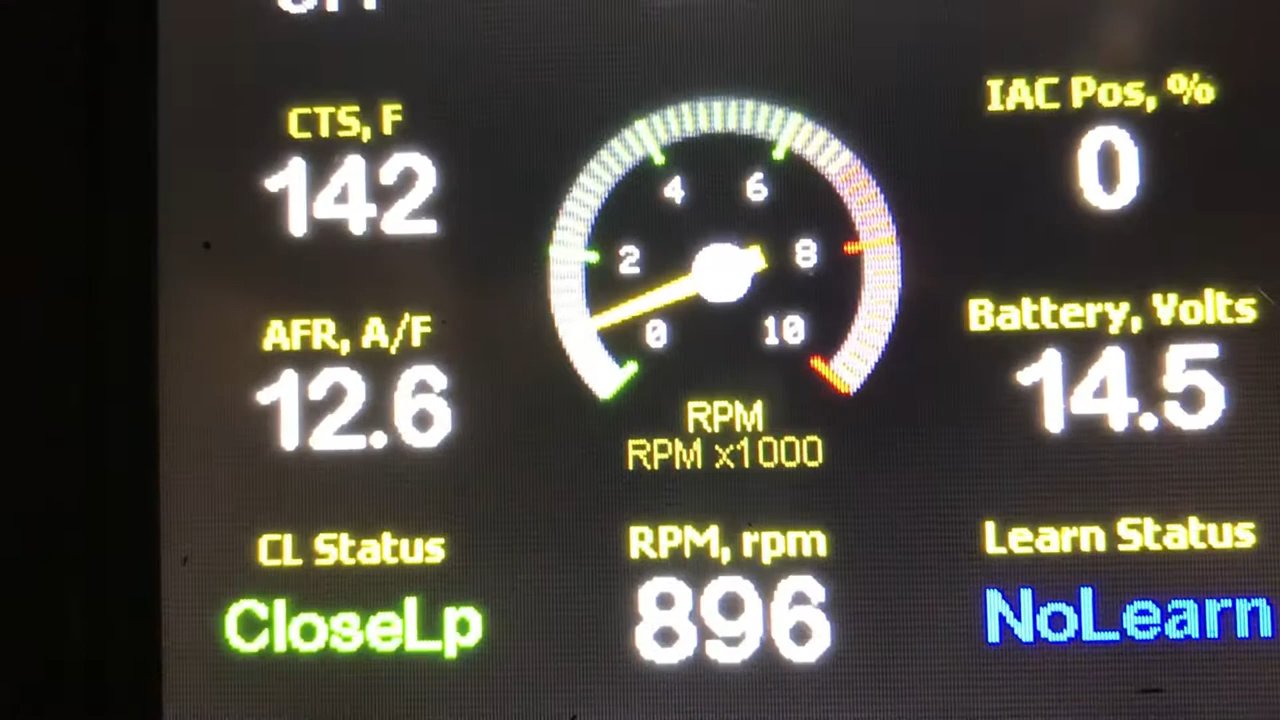 CTS, F
142
AFR, A/F
12.6
CL Status
CloseLp
0
2
4
6
8
10
RPM
RPM x1000
RPM, rpm
896
IAC Pos, %
0
Battery, Volts
14.5
Learn Status
NoLearn